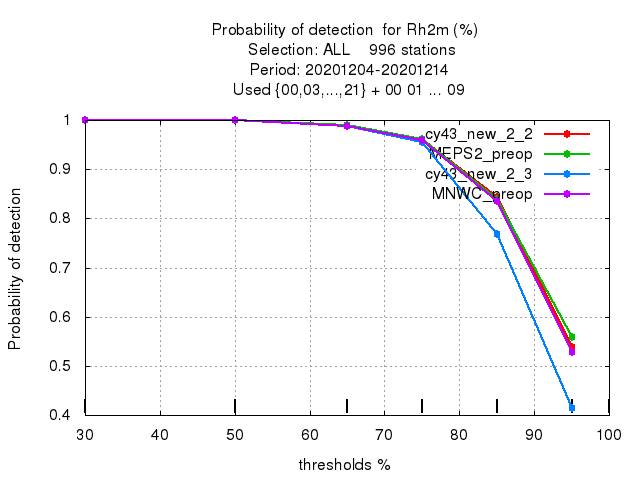 Probability of detection  for Rh2m (%)
Selection: ALL    996 stations
Period: 20201204-20201214
Used {00,03,...,21} + 00 01 ... 09
Probability of detection
1
0.9
0.8
0.7
0.6
0.5
0.4
cy43_new_2_2
MEPS2_preop
cy43_new_2_3
MNWC_preop
30 40 50 60 70 80 90 100
thresholds %